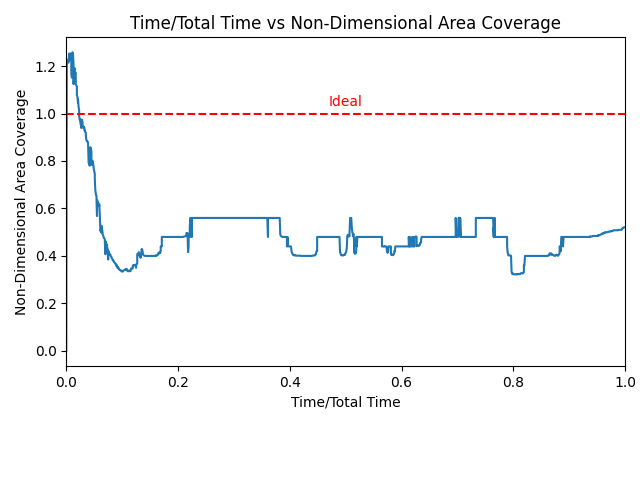 Time/Total Time vs Non-Dimensional Area Coverage
Non-Dimensional Area Coverage
1.2
1.0
0.8
0.6
0.4
0.2
0.0
Ideal
0.0 0.2 0.4 0.6 0.8 1.0
Time/Total Time